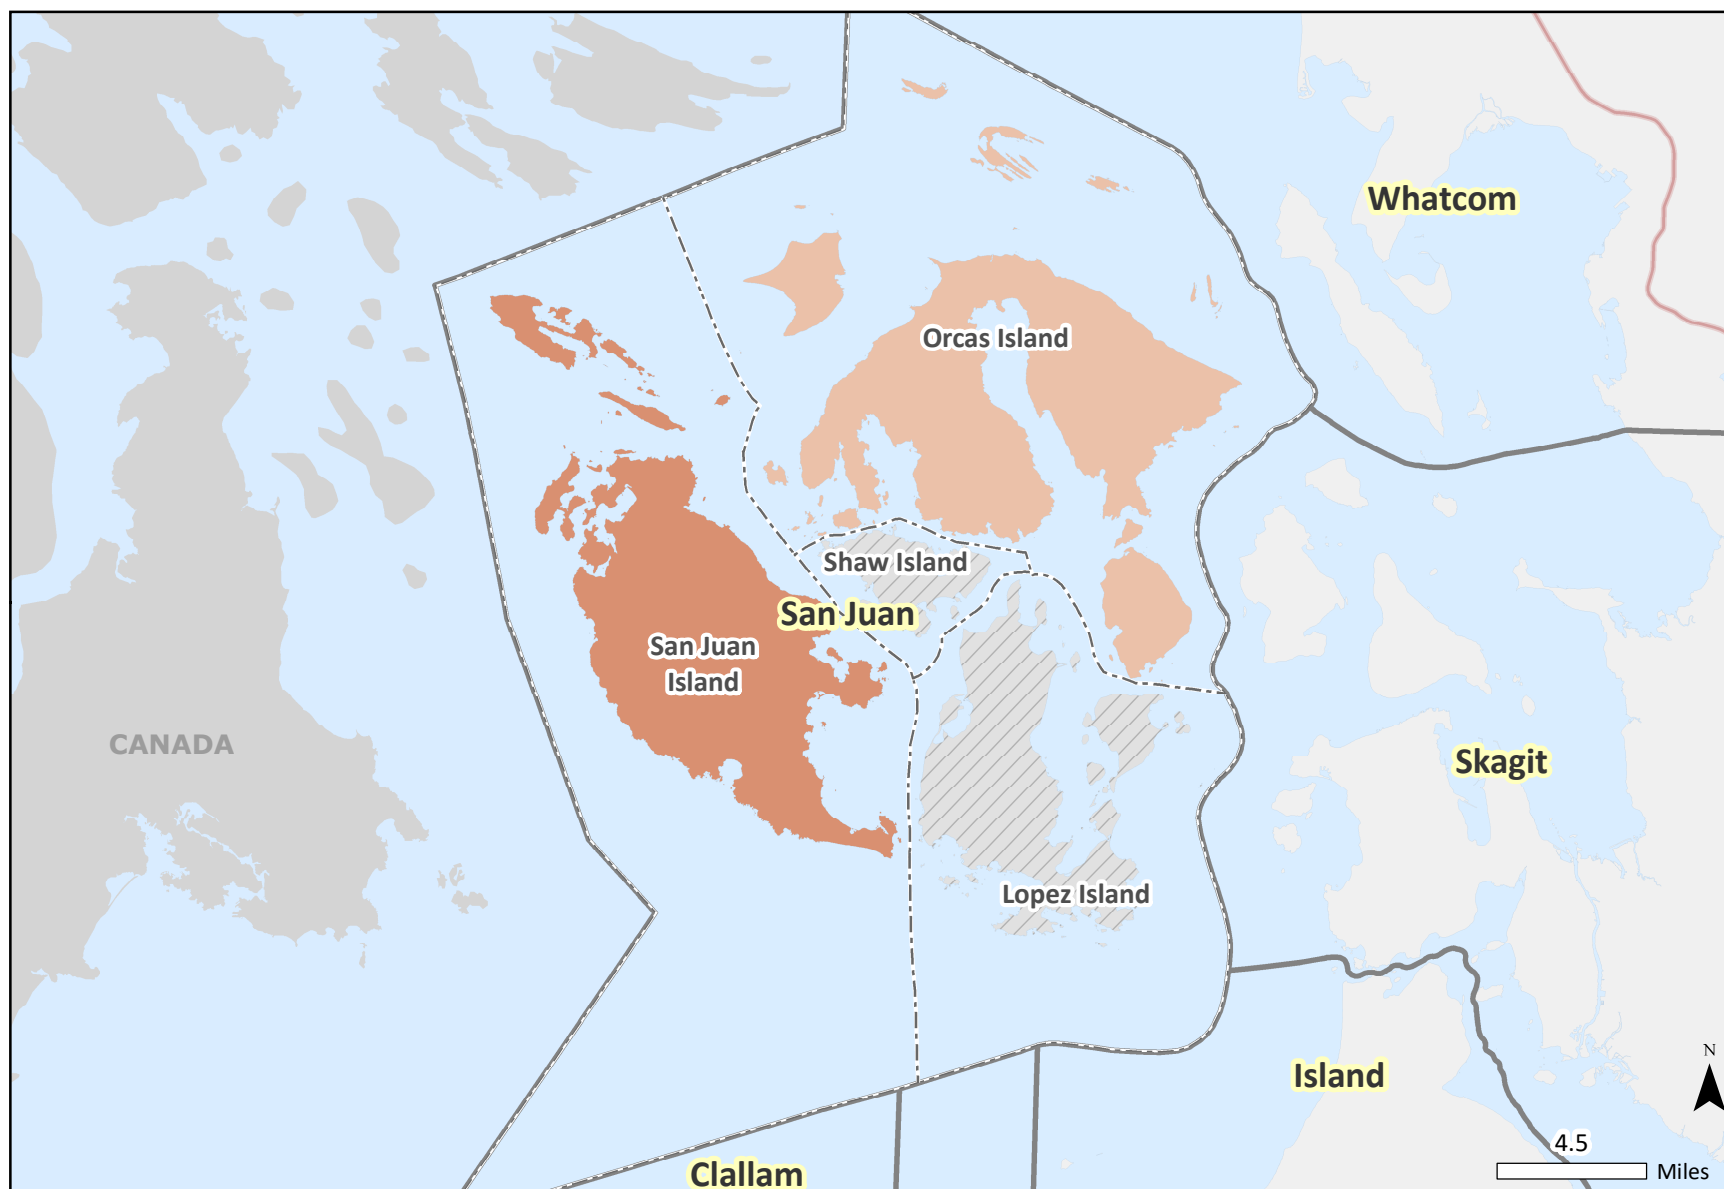 Whatcom
Orcas Island
Shaw Island
San Juan
San Juan
Island
CANADA
Skagit
Lopez Island
N
Island
4.5
Miles
Clallam